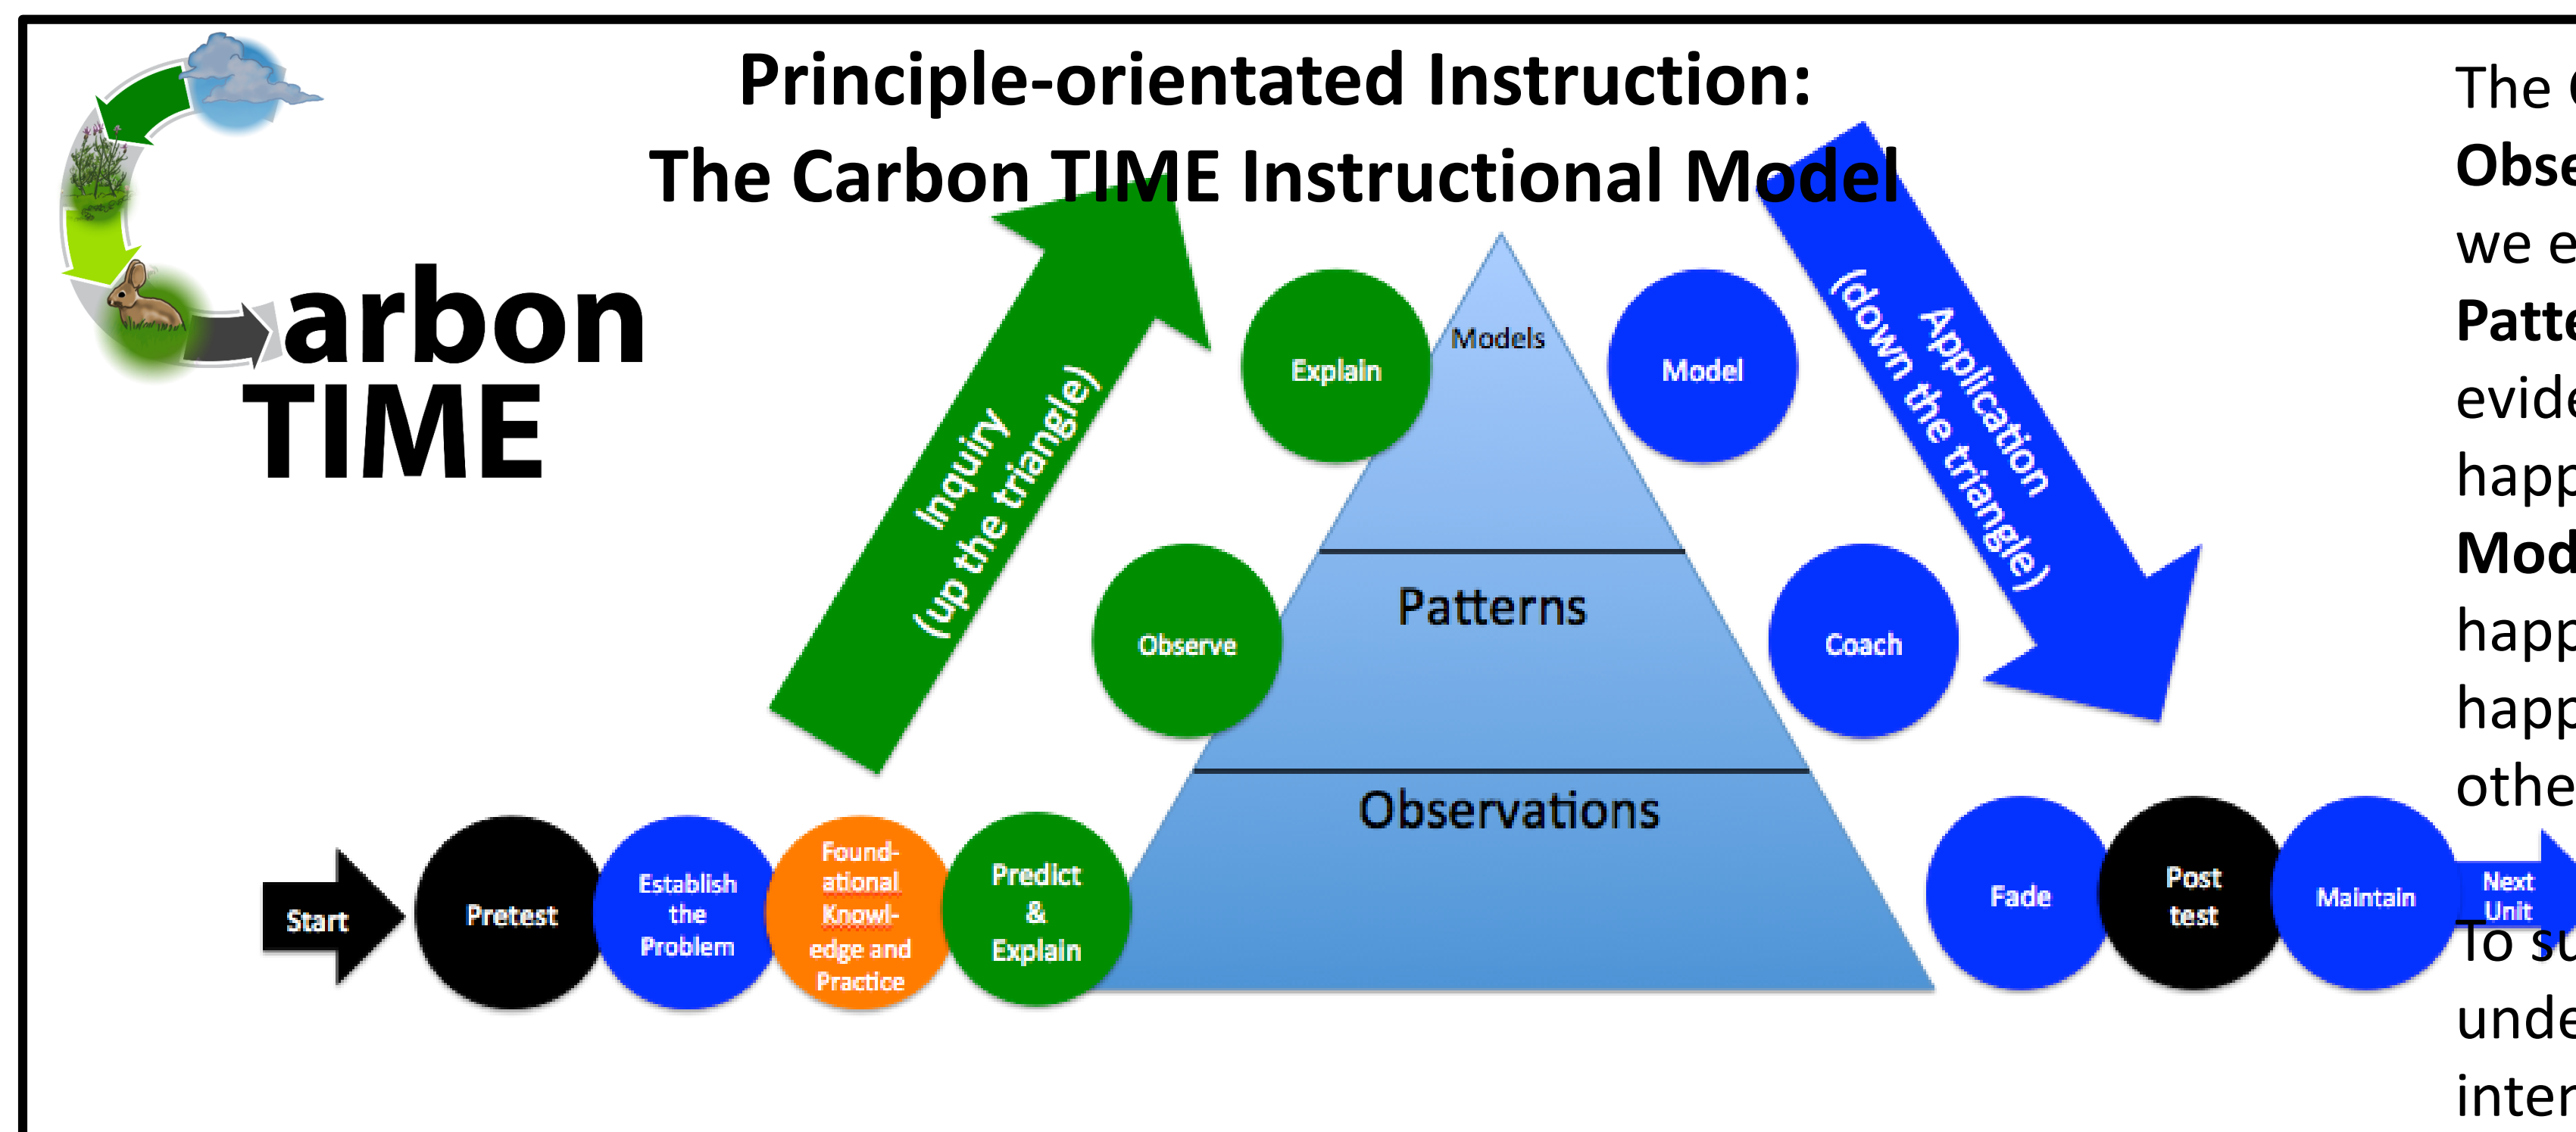 Principle-orientated Instruction:
The Carbon TIME Instructional Model
arbon
TIME
Inquiry
(up the triangle)
Application
(down the triangle)
Explain
Models
Model
Observe
Patterns
Coach
Observations
Start
Pretest
Establish
the
Problem
Found-
ational
Knowl-
edge and
Practice
Predict
&
Explain
Fade
Post
test
Maintain
Next
Unit
The
Obse
we e
Patte
evide
happ
Mod
happ
happ
othe
To su
unde
inter